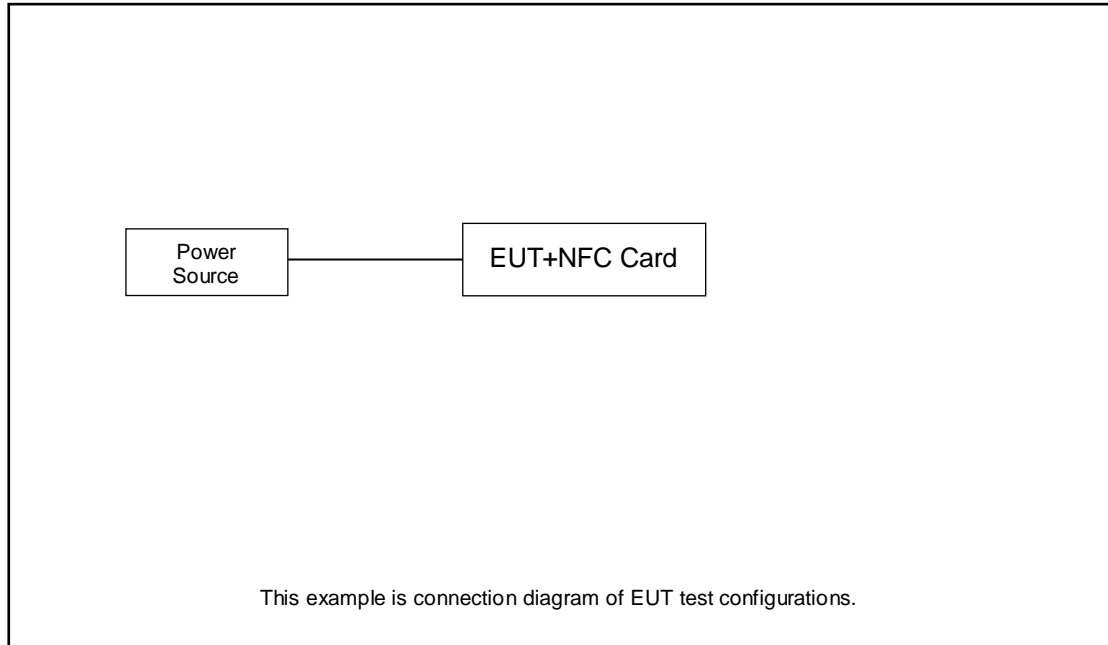 Power
Source
EUT+NFC Card
This example is connection diagram of EUT test configurations.